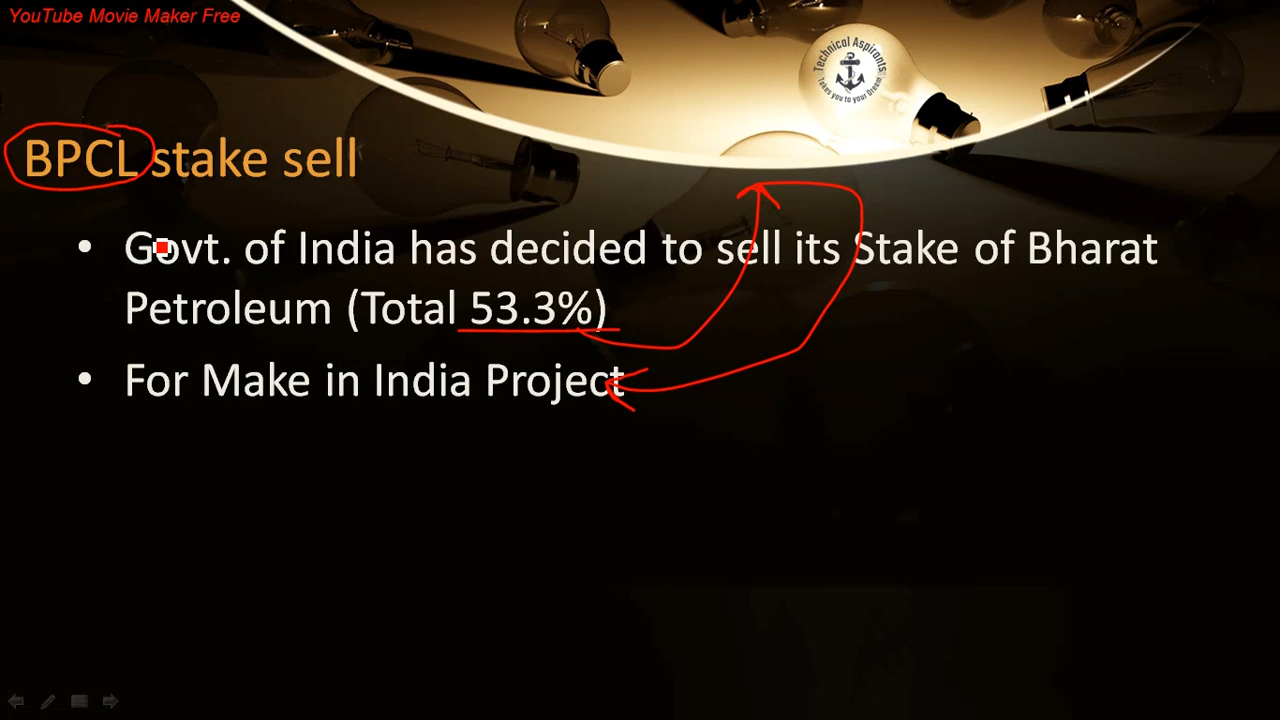 YouTube Movie Maker Free
Technical Aspirants
Takes you to your Dream
BPCL stake sell
• Govt. of India has decided to sell its Stake of Bharat
Petroleum (Total 53.3%)
• For Make in India Project